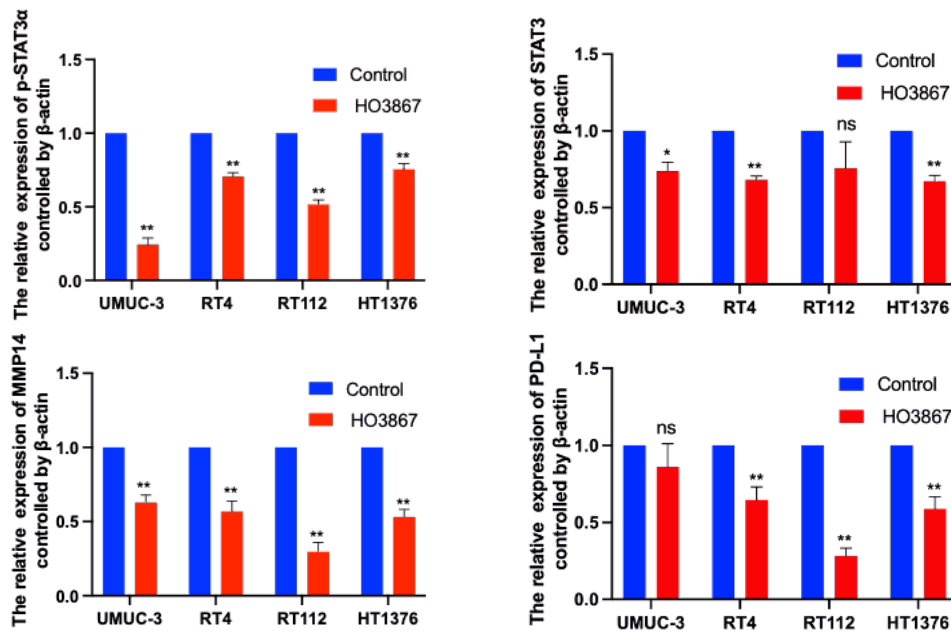 The relative expression of p-STAT3α
controlled by β-actin
1.5
1.0
0.5
0.0
Control
HO3867
**
**
**
**
UMUC-3 RT4 RT112 HT1376
The relative expression of STAT3
controlled by β-actin
1.5
1.0
0.5
0.0
Control
HO3867
*
**
ns
**
UMUC-3 RT4 RT112 HT1376
The relative expression of MMP14
controlled by β-actin
1.5
1.0
0.5
0.0
Control
HO3867
**
**
**
**
UMUC-3 RT4 RT112 HT1376
The relative expression of PD-L1
controlled by β-actin
1.5
1.0
0.5
0.0
Control
HO3867
ns
**
**
**
UMUC-3 RT4 RT112 HT1376